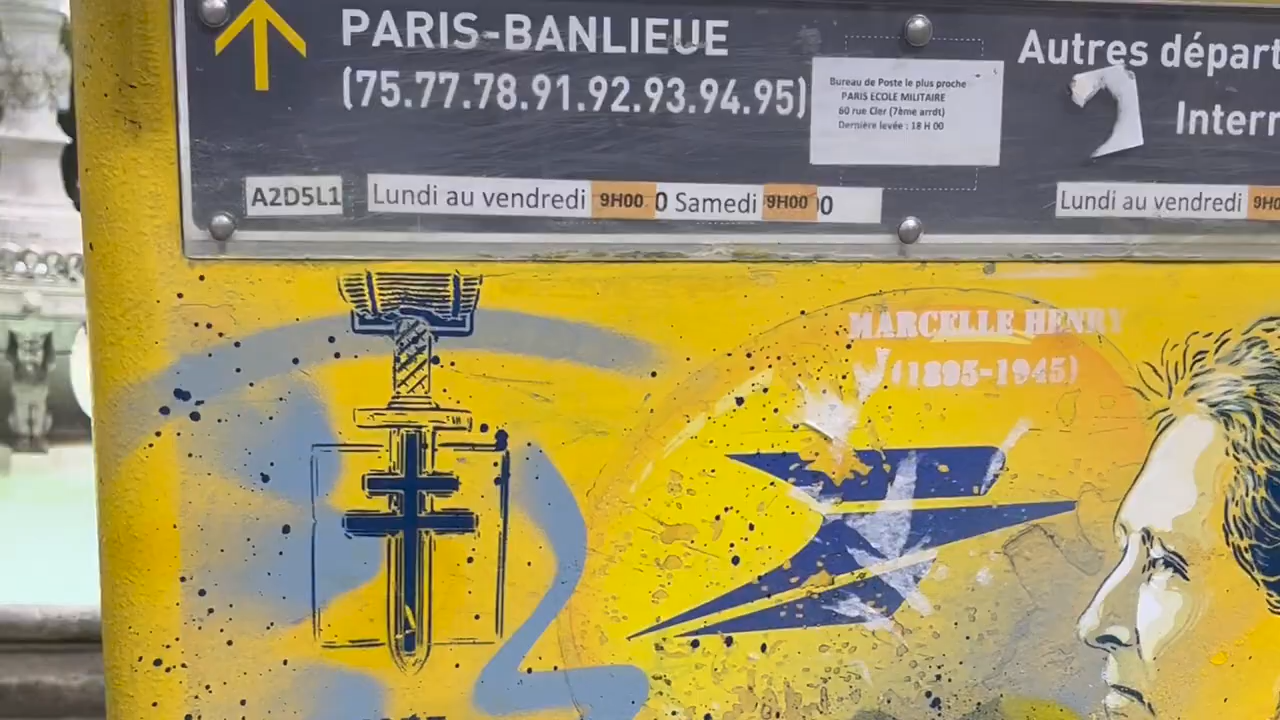 PARIS-BANLIEUE
(75.77.78.91.92.93.94.95)
Bureau de Poste le plus proche
PARIS ECOLE MILITAIRE
60 rue Cler (7ème arrdt)
Dernière levée : 18 H 00
Autres départ
Intern
A2D5L1
Lundi au vendredi 9H00 0 Samedi 9H00 0
Lundi au vendredi 9H0
MARCELLE HENRY
(1895-1945)